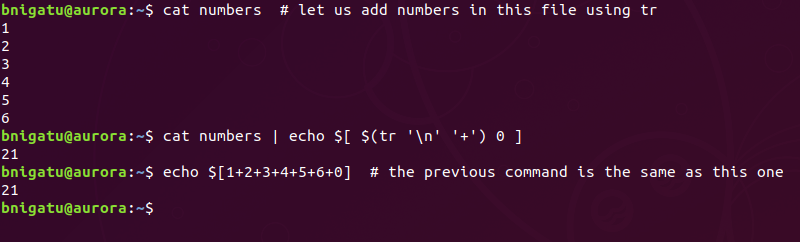 bnigatu@aurora:~$ cat numbers  # let us add numbers in this file using tr
1
2
3
4
5
6
bnigatu@aurora:~$ cat numbers | echo $[ $(tr '\n' '+') 0 ]
21
bnigatu@aurora:~$ echo $[1+2+3+4+5+6+0]  # the previous command is the same as this one
21
bnigatu@aurora:~$